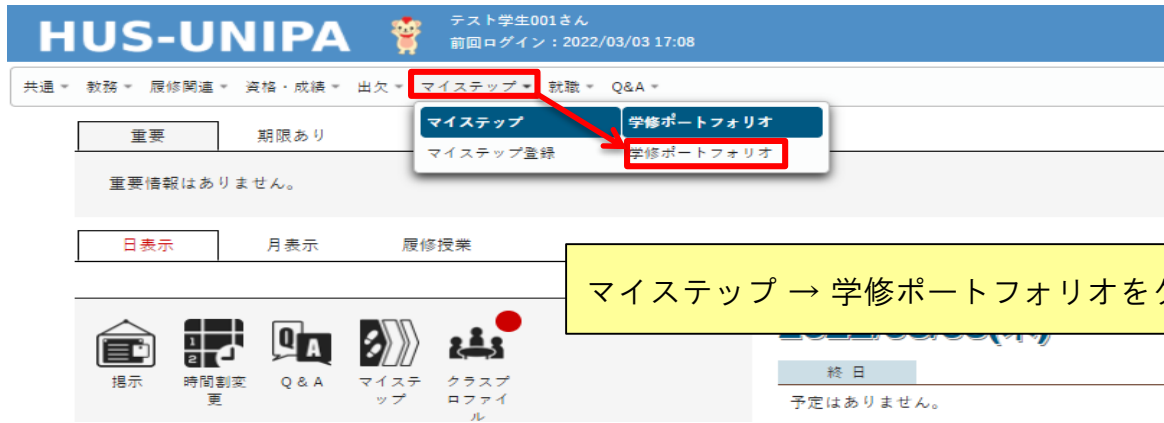 HUS-UNIPA
テスト学生001さん
前回ログイン：2022/03/03 17:08
共通 教務 履修関連 資格・成績 出欠 マイステップ 就職 Q&A
マイステップ 学修ポートフォリオ
マイステップ登録 学修ポートフォリオ
重要 期限あり
重要情報はありません。
日表示 月表示 履修授業
マイステップ → 学修ポートフォリオを
掲示
時間割変
更
Q & A
マイステ
ップ
クラスプ
ロファイ
ル
終日
予定はありません。